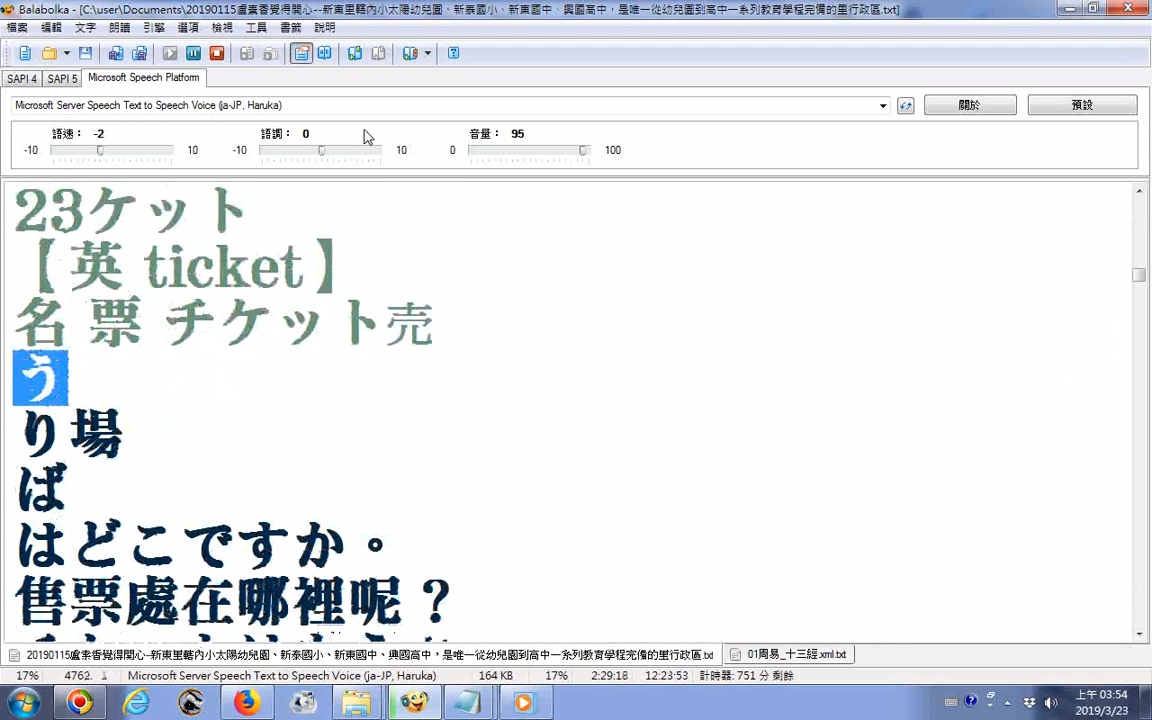 Balabolka - [C:\user\Documents\20190115盧素香覺得開心--新東里轄內小太陽幼兒園、新泰國小、新東國中、興國高中，是唯一從幼兒園到高中一系列教育學程完備的里行政區.txt]
檔案 編輯 文字 朗讀 引擎 選項 檢視 工具 書籤 說明
SAPI 4 SAPI 5 Microsoft Speech Platform
Microsoft Server Speech Text to Speech Voice (ja-JP, Haruka) 關於 預設
語速： -2 語調： 0 音量： 95
-10 10 -10 10 0 100
23ケット
【英 ticket】
名 票 チケット売
う
り場
ば
はどこですか。
售票處在哪裡呢？
20190115盧素香覺得開心--新東里轄內小太陽幼兒園、新泰國小、新東國中、興國高中，是唯一從幼兒園到高中一系列教育學程完備的里行政區.txt 01周易_十三經.xml.txt
17% 4762: 1 Microsoft Server Speech Text to Speech Voice (ja-JP, Haruka) 164 KB 17% 2:29:18 12:23:53 計時器: 751 分 剩餘
上午 03:54
2019/3/23